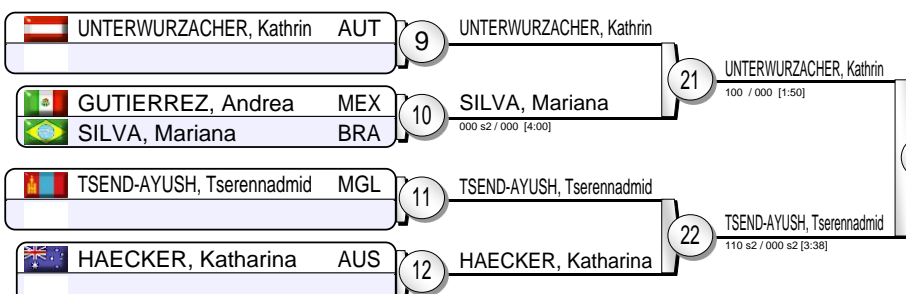 UNTERWURZACHER, Kathrin AUT
9
UNTERWURZACHER, Kathrin
21
UNTERWURZACHER, Kathrin
100 / 000 [1:50]
GUTIERREZ, Andrea MEX
SILVA, Mariana BRA
10
SILVA, Mariana
000 s2 / 000 [4:00]
TSEND-AYUSH, Tserennadmid MGL
11
TSEND-AYUSH, Tserennadmid
22
TSEND-AYUSH, Tserennadmid
110 s2 / 000 s2 [3:38]
HAECKER, Katharina AUS
12
HAECKER, Katharina